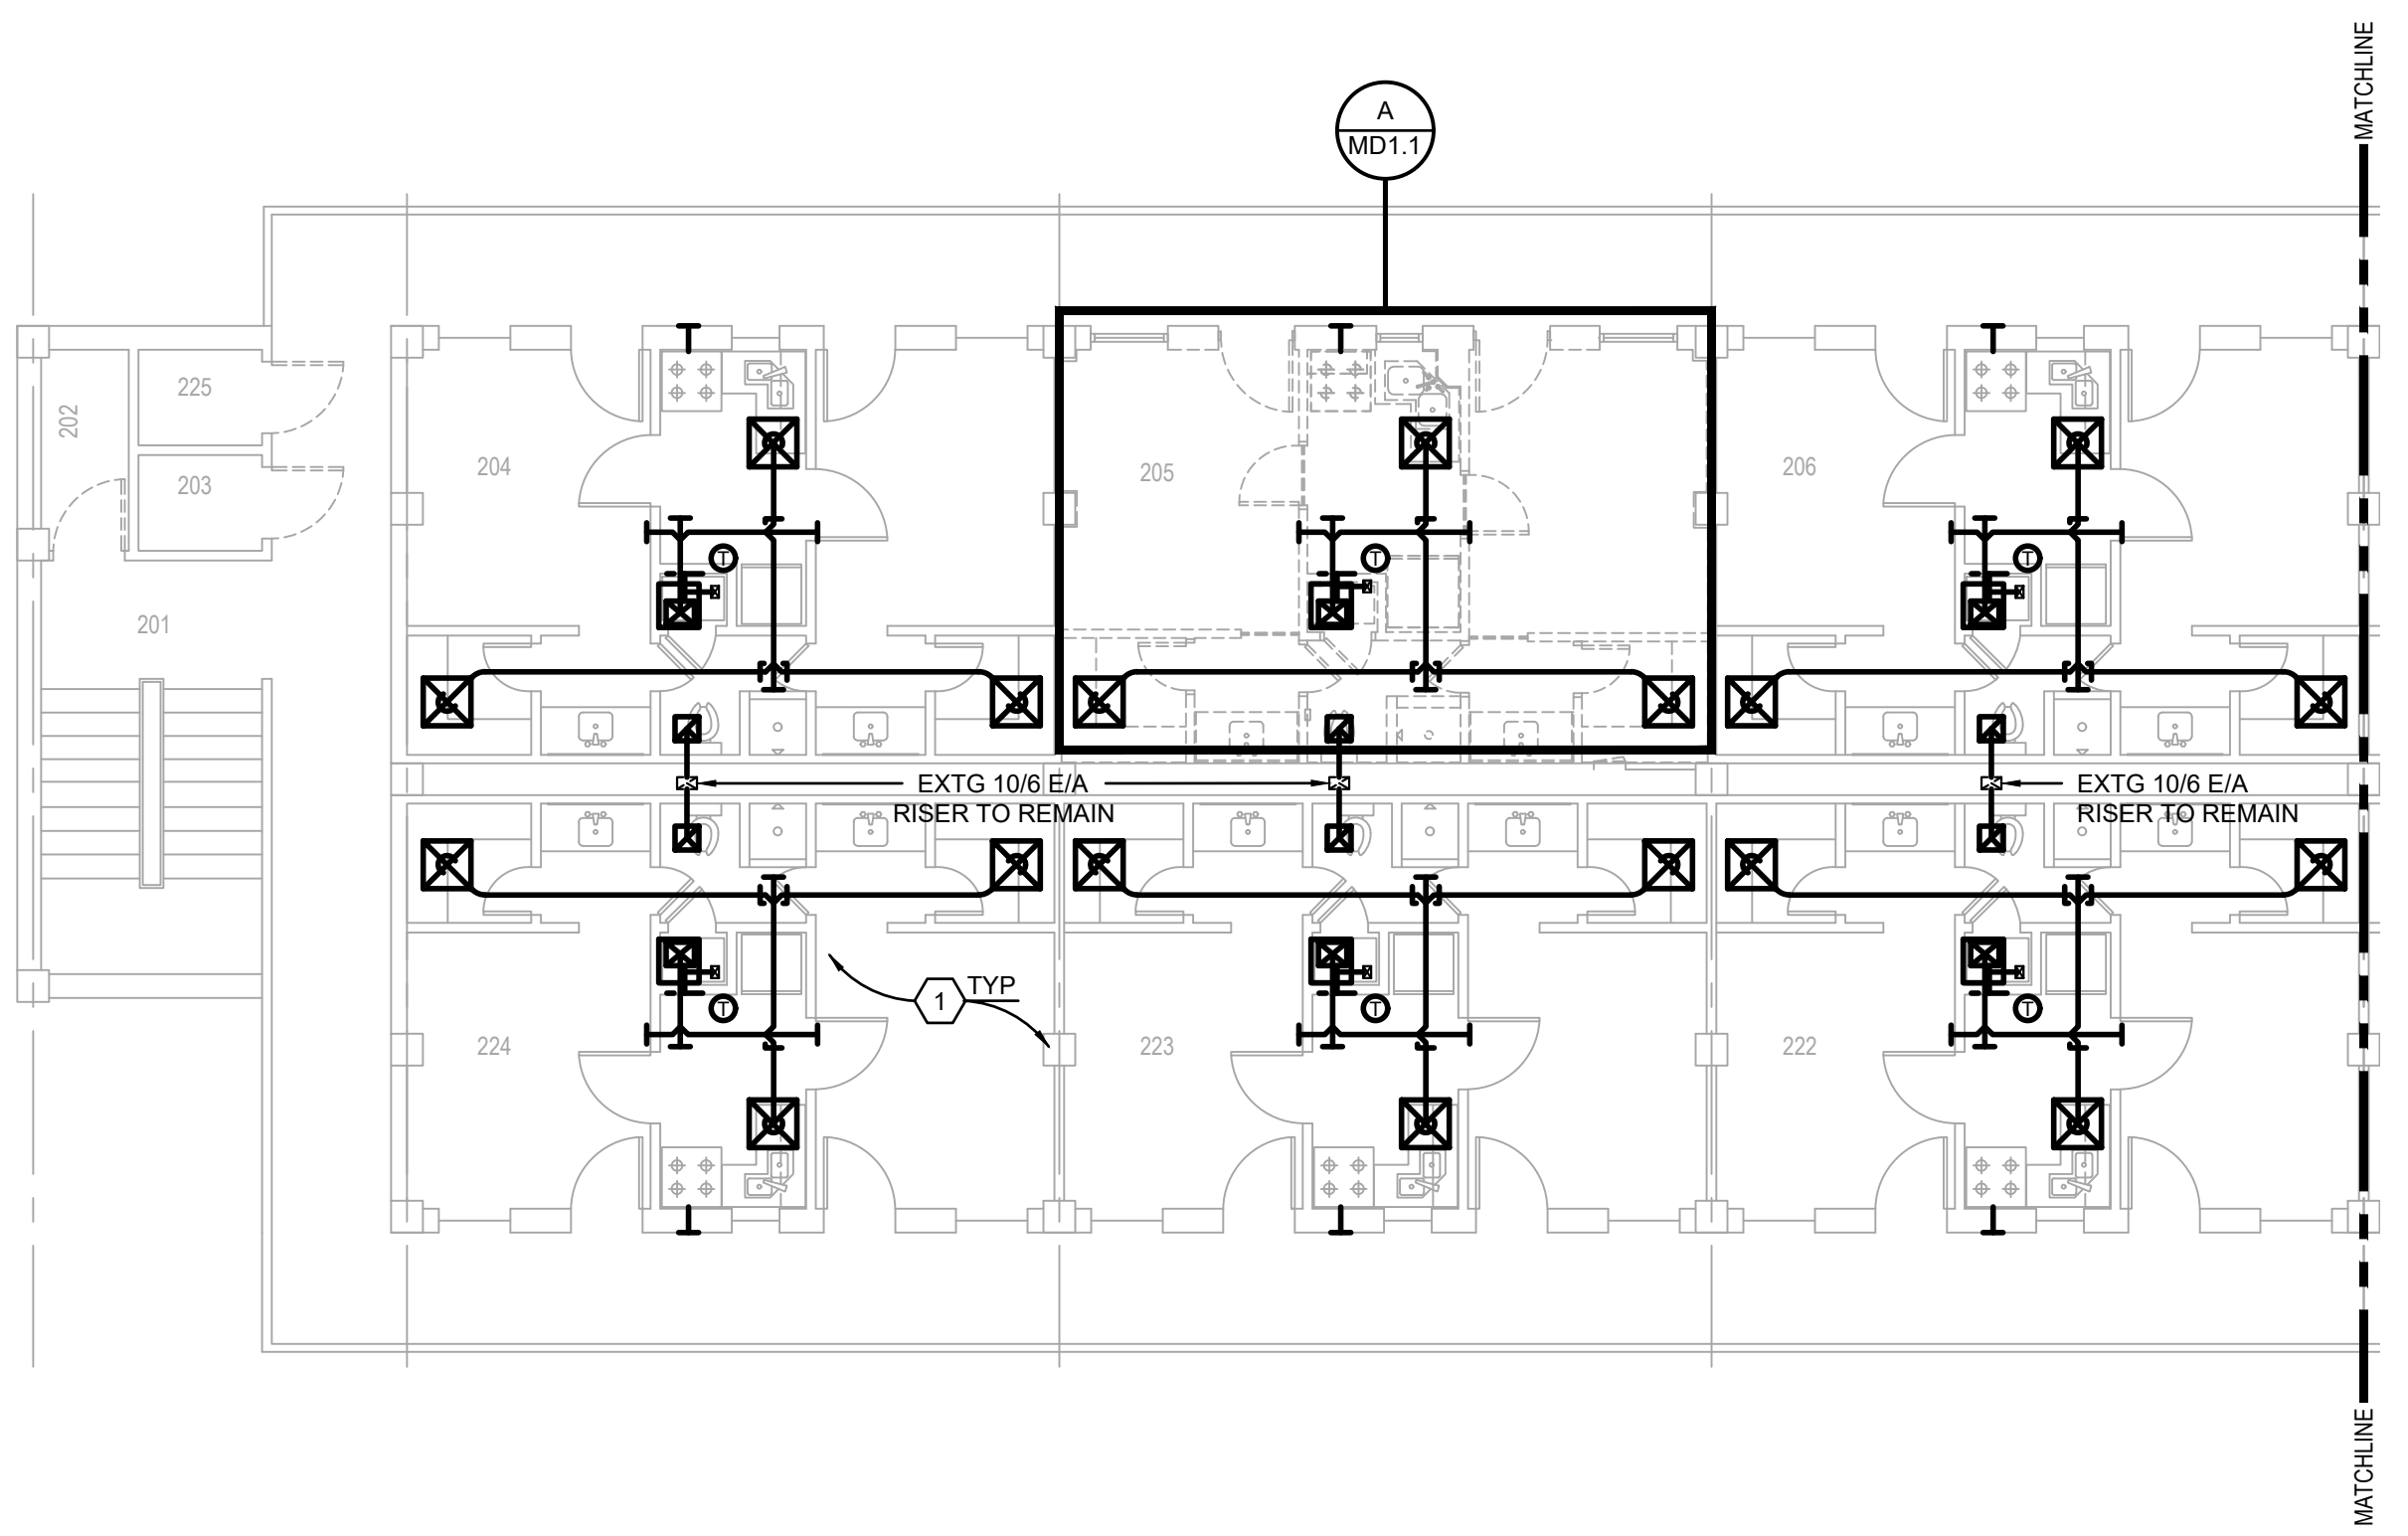 MATCHLINE
A
MD1.1
225
202
203
204
205
206
201
T
T
T
EXTG 10/6 E/A
RISER TO REMAIN
EXTG 10/6 E/A
RISER TO REMAIN
1
TYP
T
T
T
224
223
222
MATCHLINE